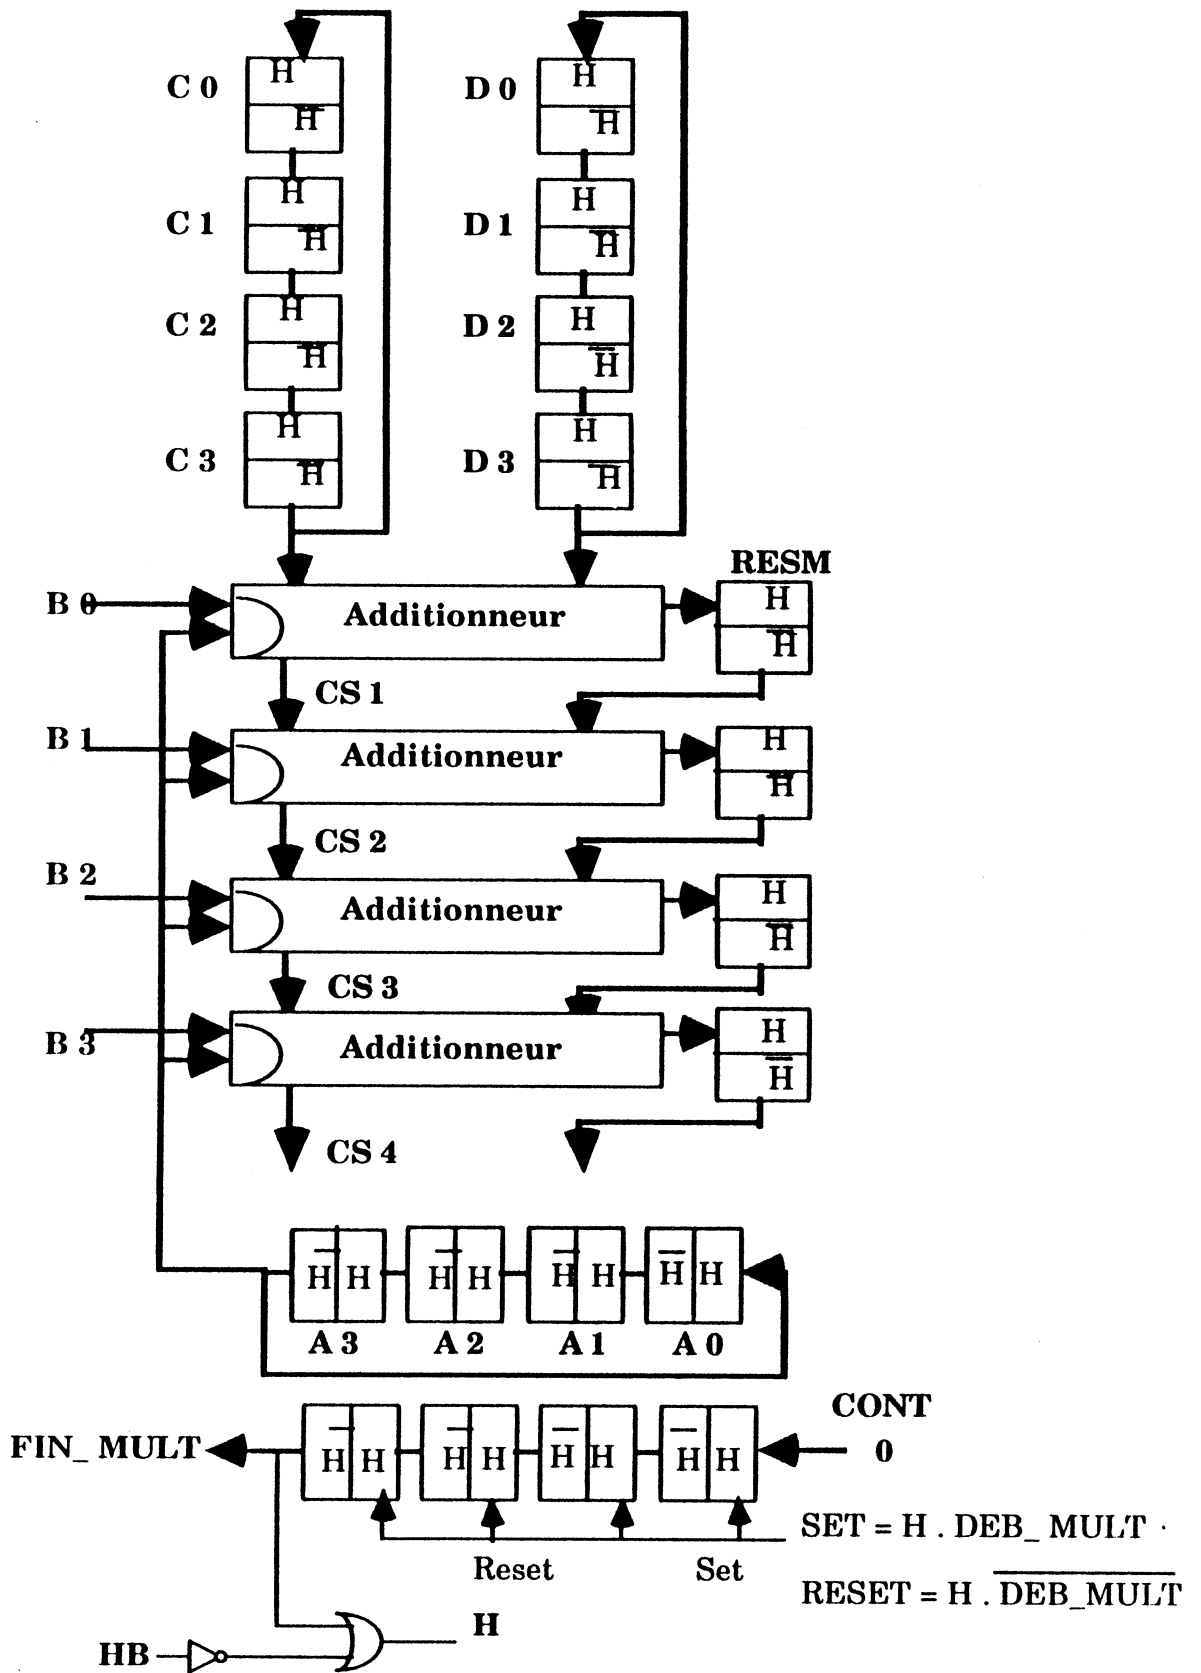 C 0 H D 0 H
H̅ H̅
C 1 H D 1 H
H̅ H̅
C 2 H D 2 H
H̅ H̅
C 3 H D 3 H
H̅ H̅
RESM
B 0 Additionneur H
H̅
CS 1
B 1 Additionneur H
H̅
CS 2
B 2 Additionneur H
H̅
CS 3
B 3 Additionneur H
H̅
CS 4
H̅ H H̅ H H̅ H H̅ H
A 3 A 2 A 1 A 0
CONT
FIN_ MULT H̅ H H̅ H H̅ H H̅ H 0
SET = H . DEB_ MULT
Reset Set
RESET = H . D̅E̅B̅_̅M̅U̅L̅T̅
H
HB